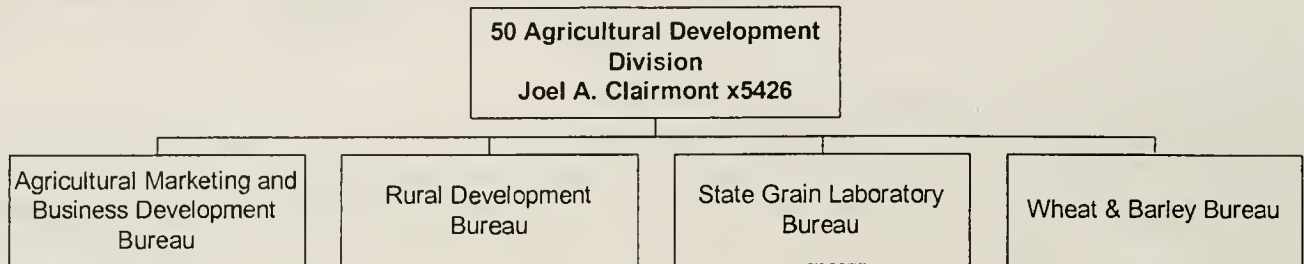 50 Agricultural Development
Division
Joel A. Clairmont x5426
Agricultural Marketing and
Business Development
Bureau
Rural Development
Bureau
State Grain Laboratory
Bureau
Wheat & Barley Bureau